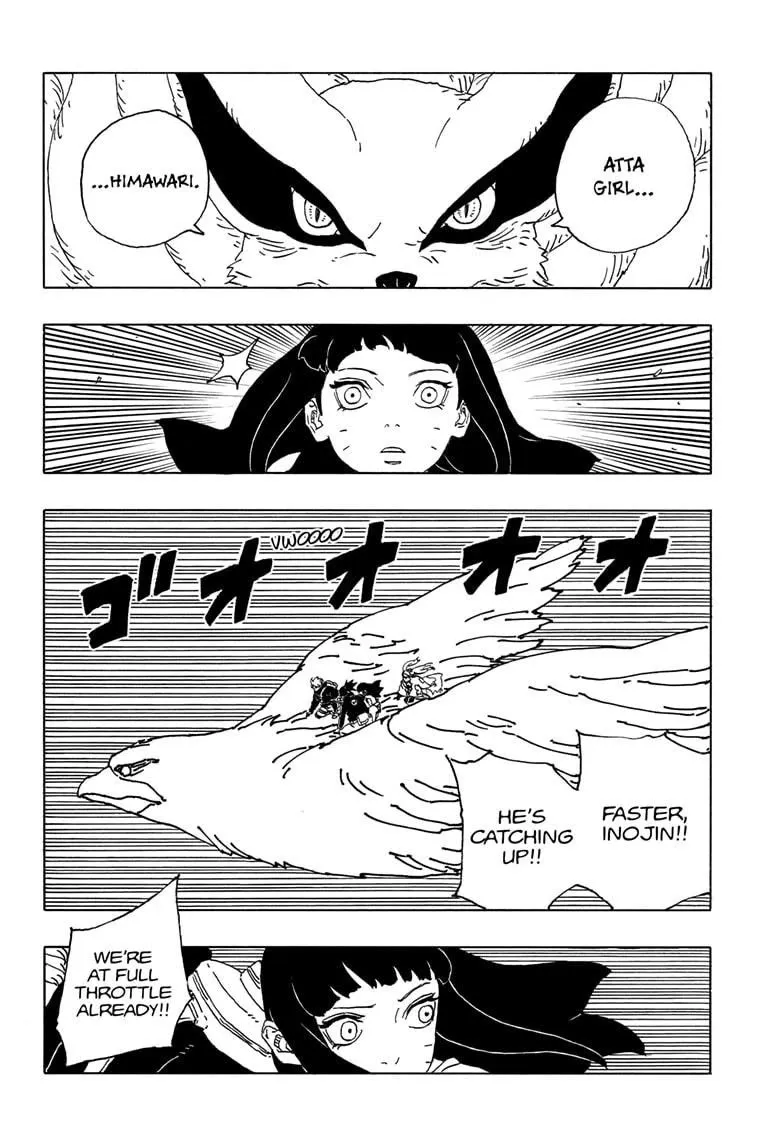 ATTA
GIRL...
...HIMAWARI.
ゴオオオオ
VWOOOO
FASTER,
INOJIN!!
HE'S
CATCHING
UP!!
WE'RE
AT FULL
THROTTLE
ALREADY!!